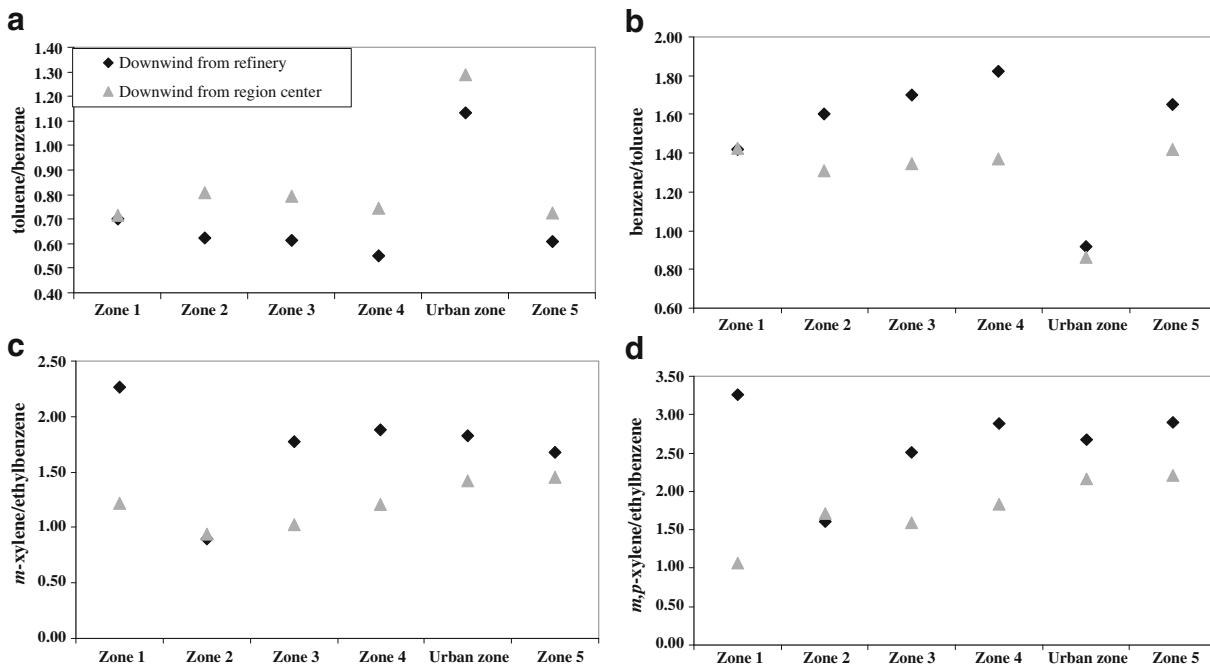 a
toluene/benzene
1.40
1.30
1.20
1.10
1.00
0.90
0.80
0.70
0.60
0.50
0.40
Downwind from refinery
Downwind from region center
Zone 1 Zone 2 Zone 3 Zone 4 Urban zone Zone 5
b
benzene/toluene
2.00
1.80
1.60
1.40
1.20
1.00
0.80
0.60
Zone 1 Zone 2 Zone 3 Zone 4 Urban zone Zone 5
c
m-xylene/ethylbenzene
2.50
2.00
1.50
1.00
0.50
0.00
Zone 1 Zone 2 Zone 3 Zone 4 Urban zone Zone 5
d
m,p-xylene/ethylbenzene
3.50
3.00
2.50
2.00
1.50
1.00
0.50
0.00
Zone 1 Zone 2 Zone 3 Zone 4 Urban zone Zone 5